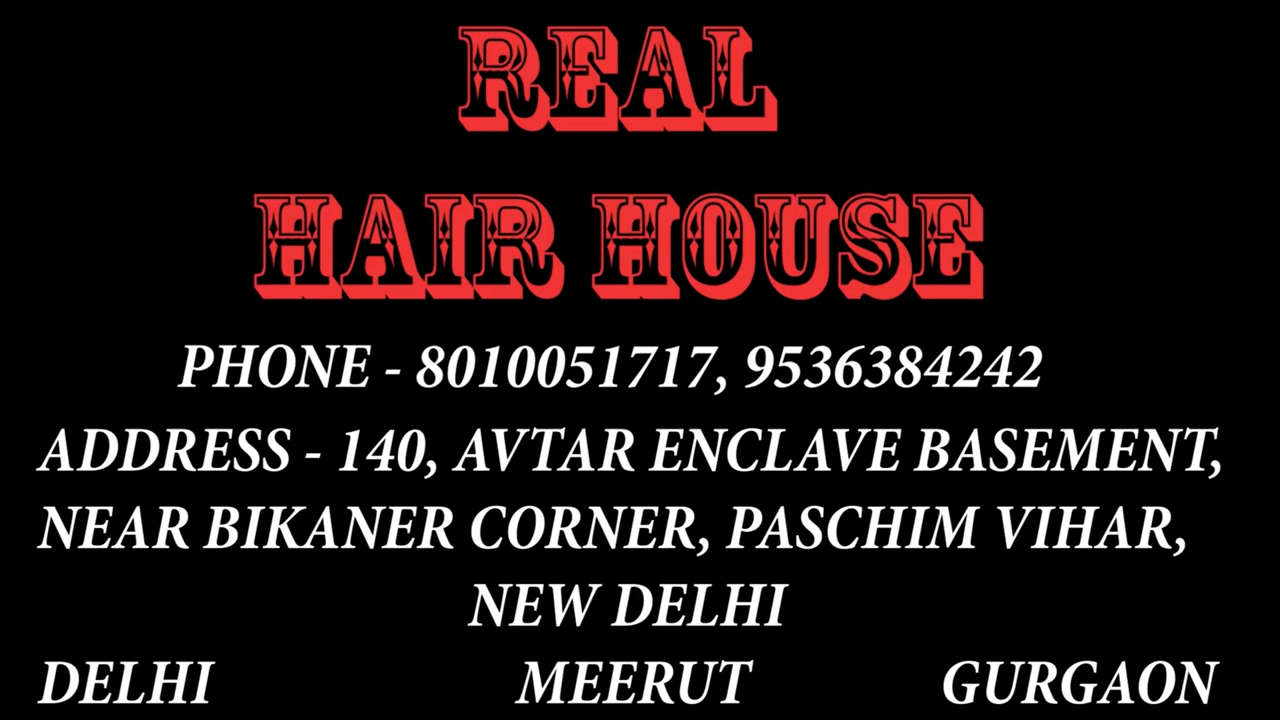 REAL
HAIR HOUSE
PHONE - 8010051717, 9536384242
ADDRESS - 140, AVTAR ENCLAVE BASEMENT,
NEAR BIKANER CORNER, PASCHIM VIHAR,
NEW DELHI
DELHI MEERUT GURGAON